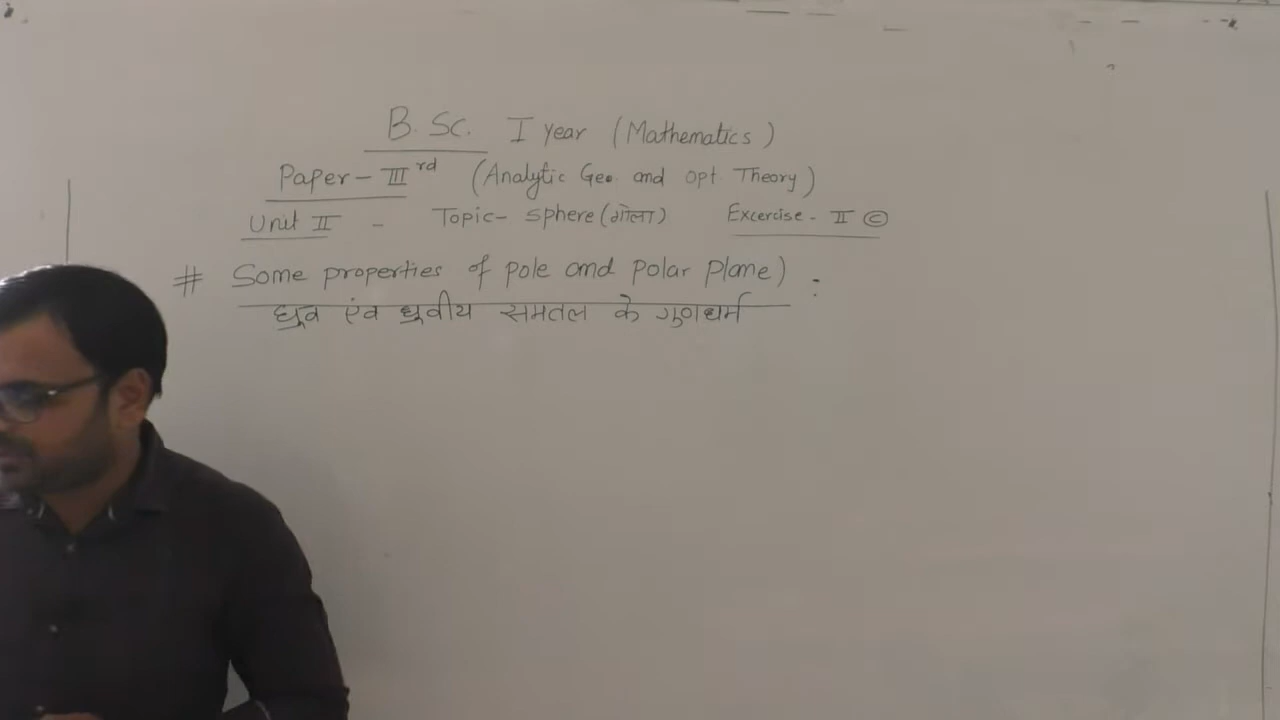 B. Sc. I year (Mathematics)
Paper - III rd (Analytic Geo. and opt. Theory)
Unit II - Topic - sphere (गोला) Excercise - II ©
# Some properties of pole and polar plane) :
ध्रुव एंव ध्रुवीय समतल के गुणधर्म